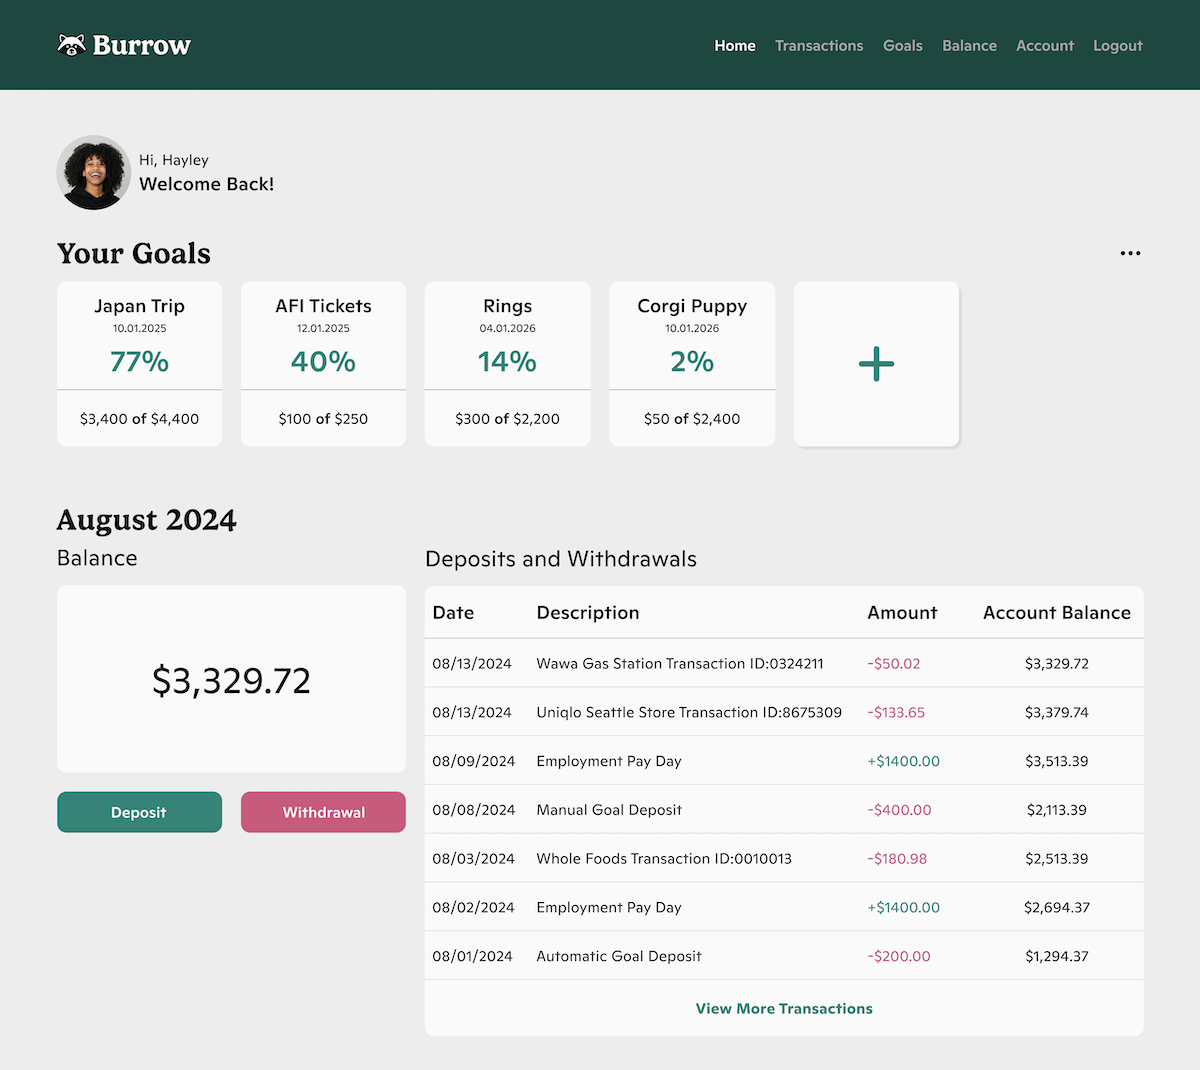 Burrow
Home Transactions Goals Balance Account Logout
Hi, Hayley
Welcome Back!
Your Goals
Japan Trip
10.01.2025
77%
$3,400 of $4,400
AFI Tickets
12.01.2025
40%
$100 of $250
Rings
04.01.2026
14%
$300 of $2,200
Corgi Puppy
10.01.2026
2%
$50 of $2,400
August 2024
Balance
$3,329.72
Deposit
Withdrawal
Deposits and Withdrawals
Date Description Amount Account Balance
08/13/2024 Wawa Gas Station Transaction ID:0324211 -$50.02 $3,329.72
08/13/2024 Uniqlo Seattle Store Transaction ID:8675309 -$133.65 $3,379.74
08/09/2024 Employment Pay Day +$1400.00 $3,513.39
08/08/2024 Manual Goal Deposit -$400.00 $2,113.39
08/03/2024 Whole Foods Transaction ID:0010013 -$180.98 $2,513.39
08/02/2024 Employment Pay Day +$1400.00 $2,694.37
08/01/2024 Automatic Goal Deposit -$200.00 $1,294.37
View More Transactions